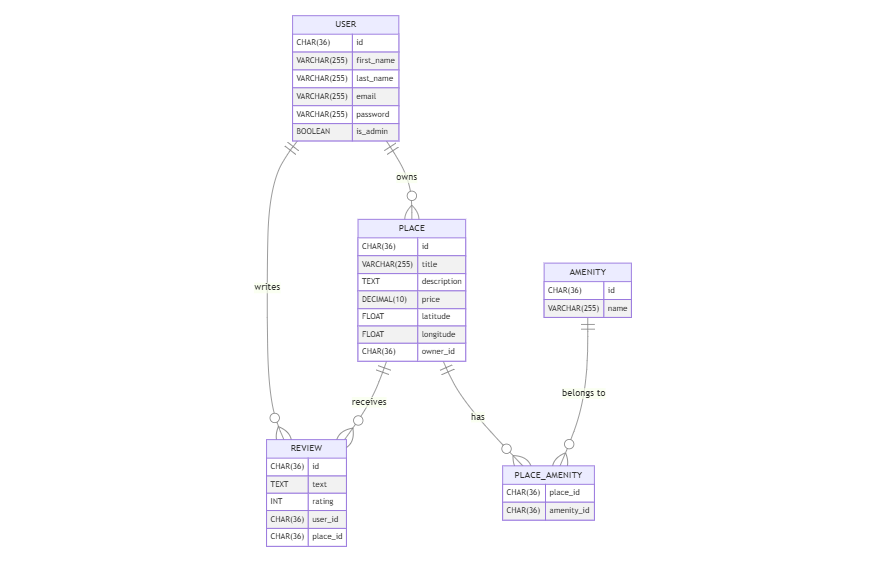 USER
CHAR(36) id
VARCHAR(255) first_name
VARCHAR(255) last_name
VARCHAR(255) email
VARCHAR(255) password
BOOLEAN is_admin
owns
PLACE
CHAR(36) id
VARCHAR(255) title
TEXT description
DECIMAL(10) price
FLOAT latitude
FLOAT longitude
CHAR(36) owner_id
AMENITY
CHAR(36) id
VARCHAR(255) name
writes
receives
has
belongs to
REVIEW
CHAR(36) id
TEXT text
INT rating
CHAR(36) user_id
CHAR(36) place_id
PLACE_AMENITY
CHAR(36) place_id
CHAR(36) amenity_id